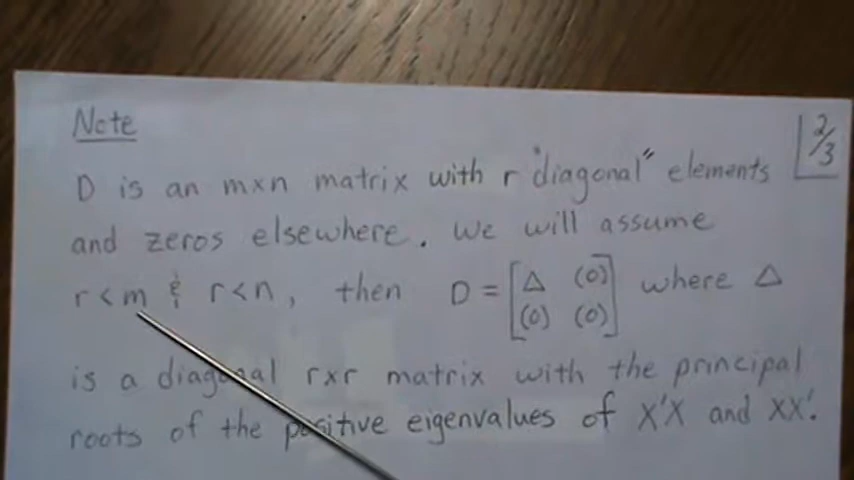 Note
2/3
D is an mxn matrix with r "diagonal" elements
and zeros elsewhere. We will assume
r < m & r < n, then D = [Δ (0) (0) (0)] where Δ
is a diagonal rxr matrix with the principal
roots of the positive eigenvalues of X'X and XX'.